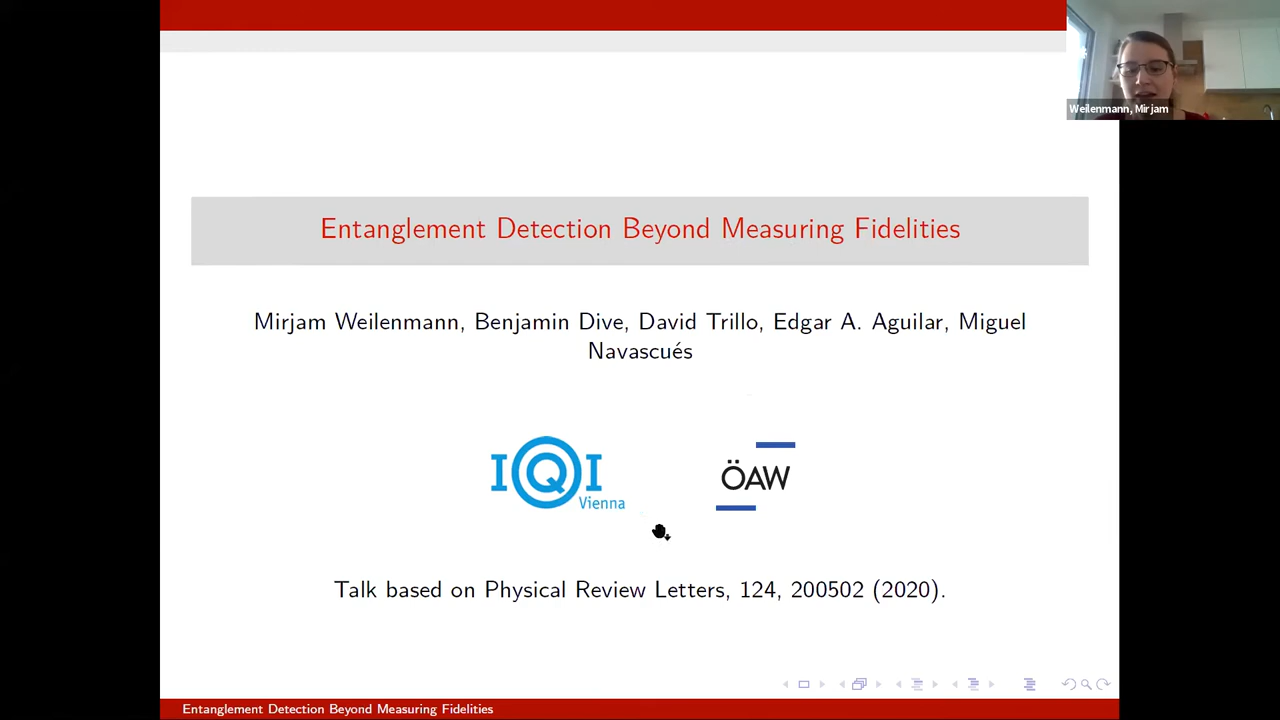 Weilenmann, Mirjam
Entanglement Detection Beyond Measuring Fidelities
Mirjam Weilenmann, Benjamin Dive, David Trillo, Edgar A. Aguilar, Miguel
Navascués
IQI
Vienna
ÖAW
Talk based on Physical Review Letters, 124, 200502 (2020).
Entanglement Detection Beyond Measuring Fidelities